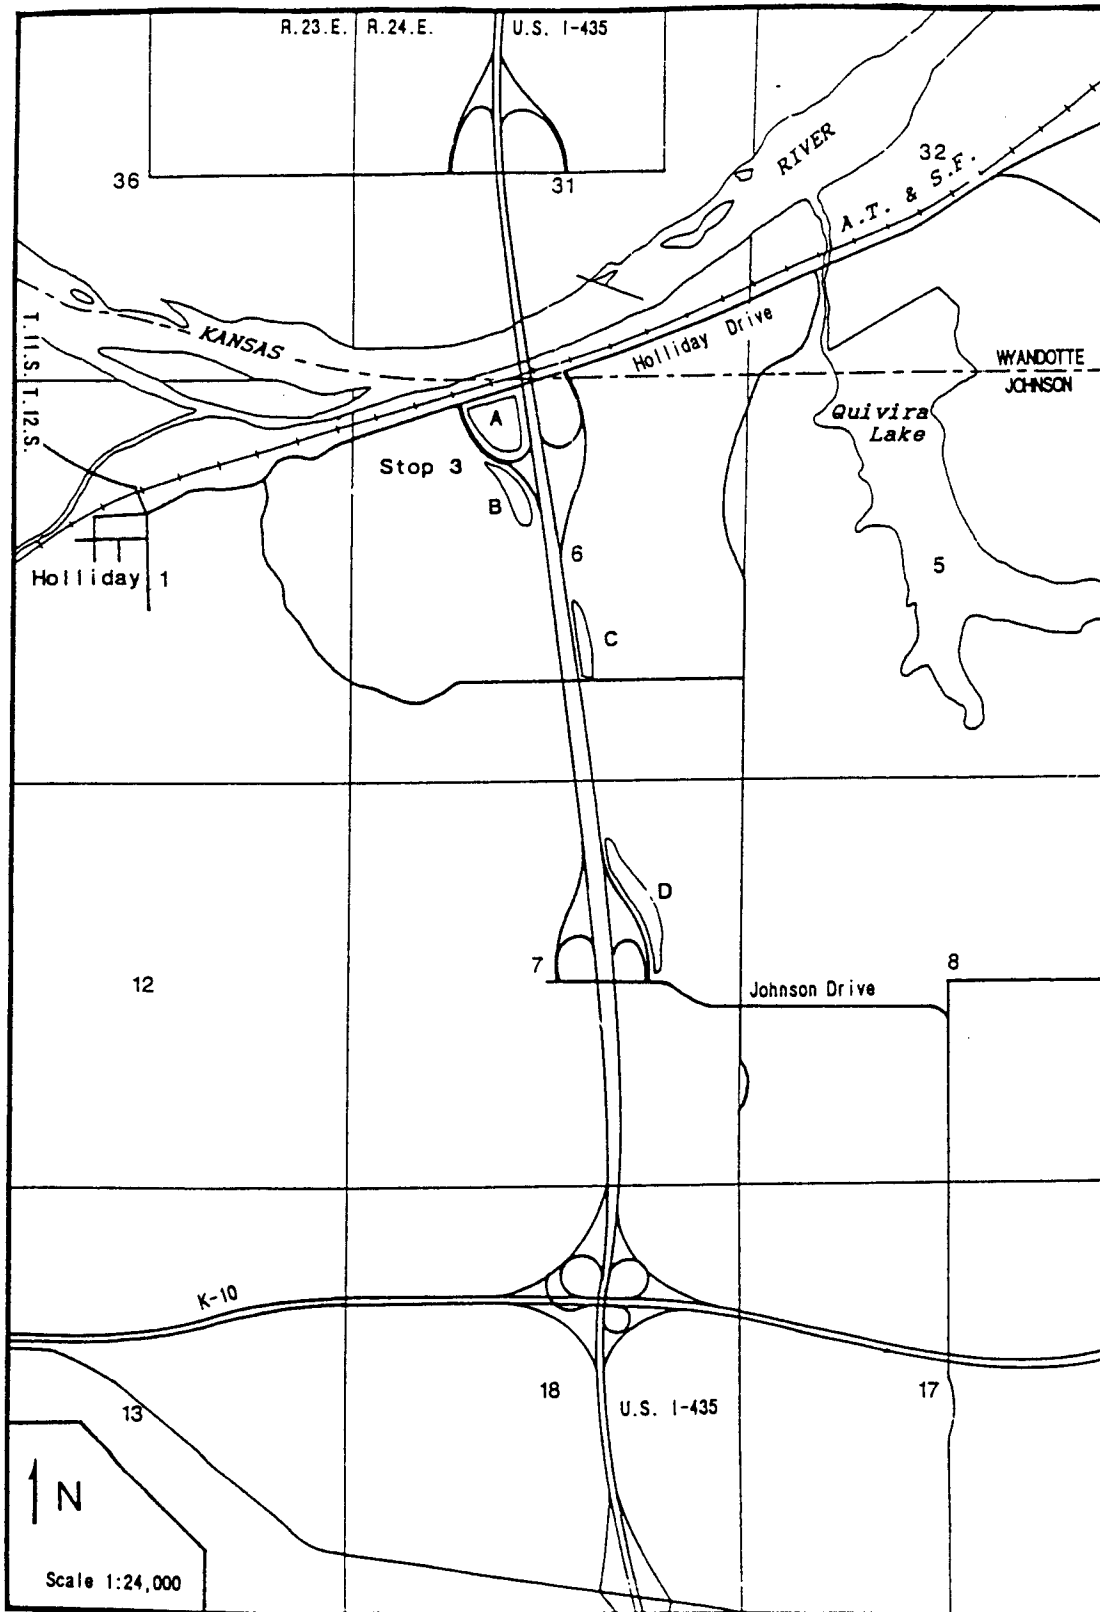 R.23.E. R.24.E. U.S. I-435
36
31
32
RIVER
A.T. & S.F.
KANSAS
Holliday Drive
WYANDOTTE
JOHNSON
T.11.S. T.12.S.
A
Quivira
Lake
Stop 3
B
6
5
Holliday 1
C
D
7
8
12
Johnson Drive
K-10
18
17
13
U.S. I-435
N
Scale 1:24,000